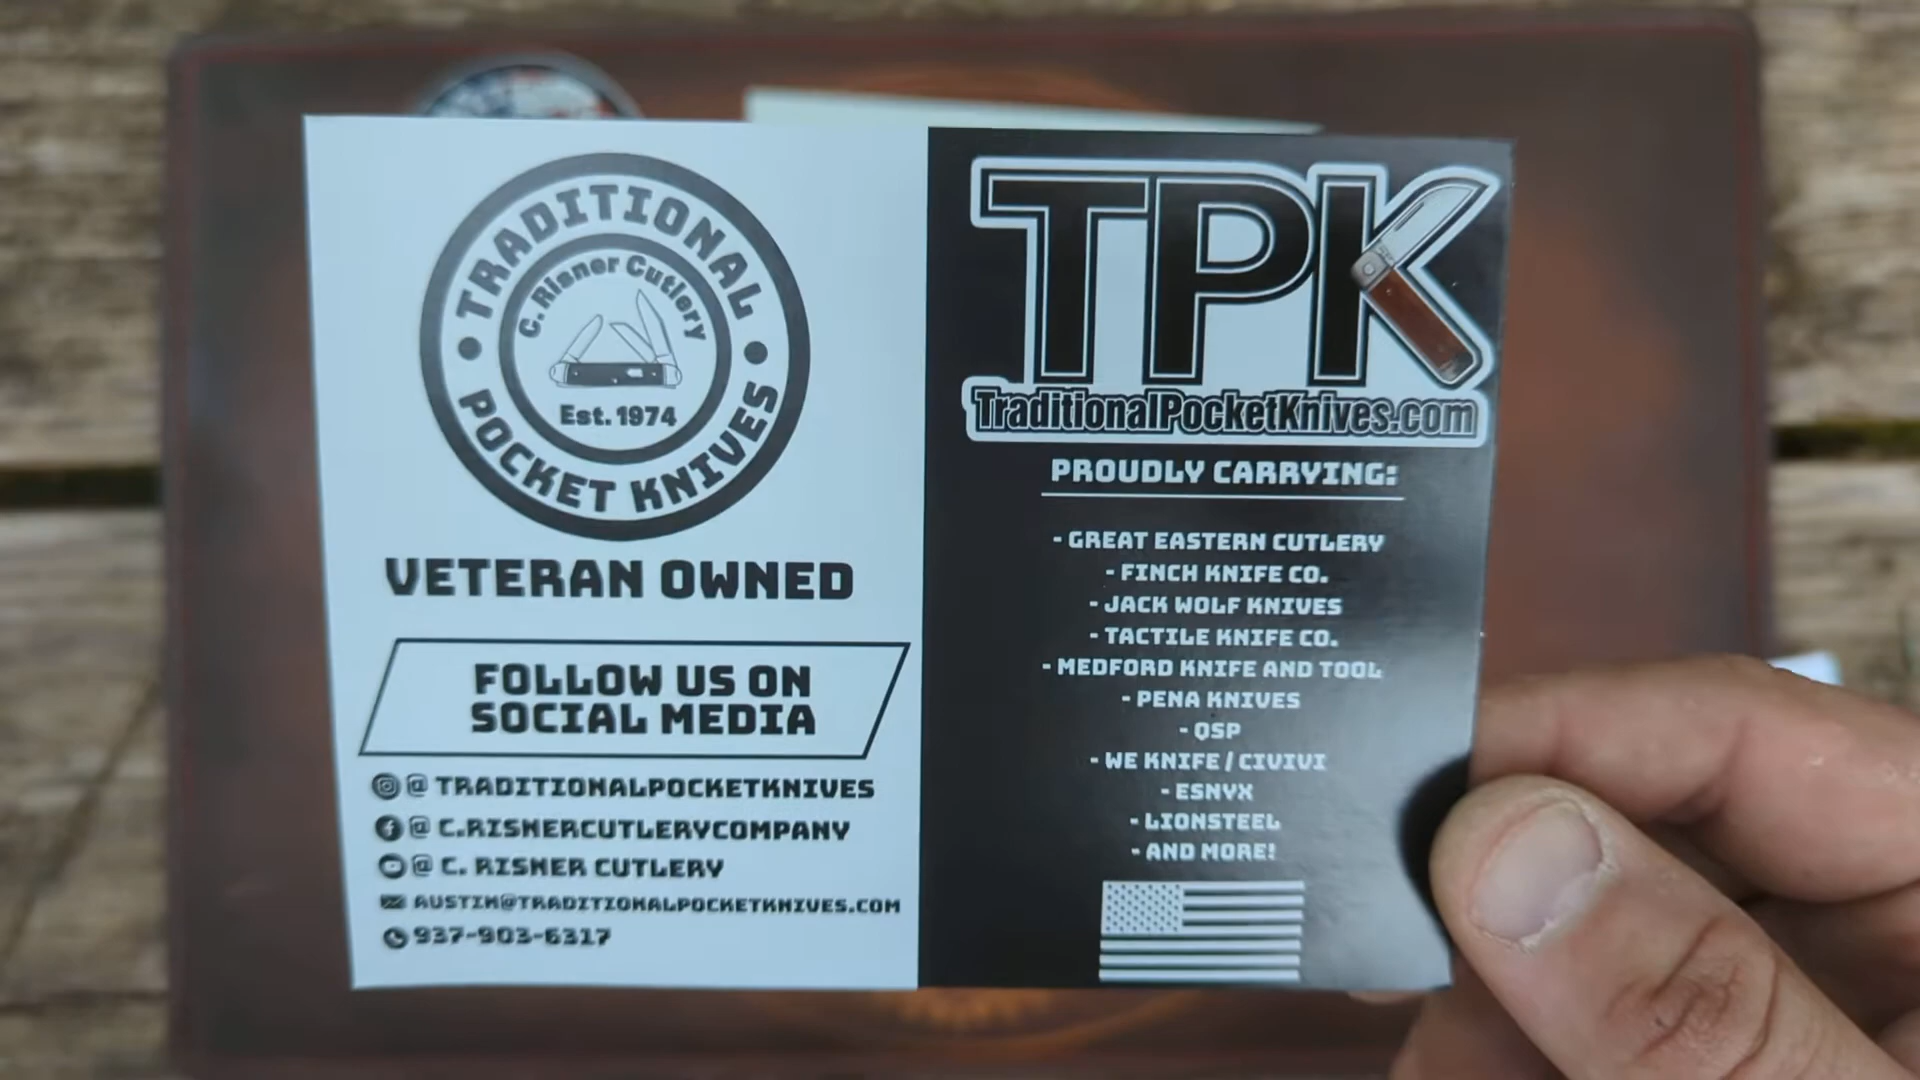 TRADITIONAL
C. Risner Cutlery
Est. 1974
POCKET KNIVES
VETERAN OWNED
FOLLOW US ON
SOCIAL MEDIA
@ TRADITIONALPOCKETKNIVES
@ C.RISNERCUTLERYCOMPANY
@ C. RISNER CUTLERY
AUSTIN@TRADITIONALPOCKETKNIVES.COM
937-903-6317
TPK
TraditionalPocketKnives.com
PROUDLY CARRYING:
- GREAT EASTERN CUTLERY
- FINCH KNIFE CO.
- JACK WOLF KNIVES
- TACTILE KNIFE CO.
- MEDFORD KNIFE AND TOOL
- PENA KNIVES
- QSP
- WE KNIFE / CIVIVI
- ESNYX
- LIONSTEEL
- AND MORE!